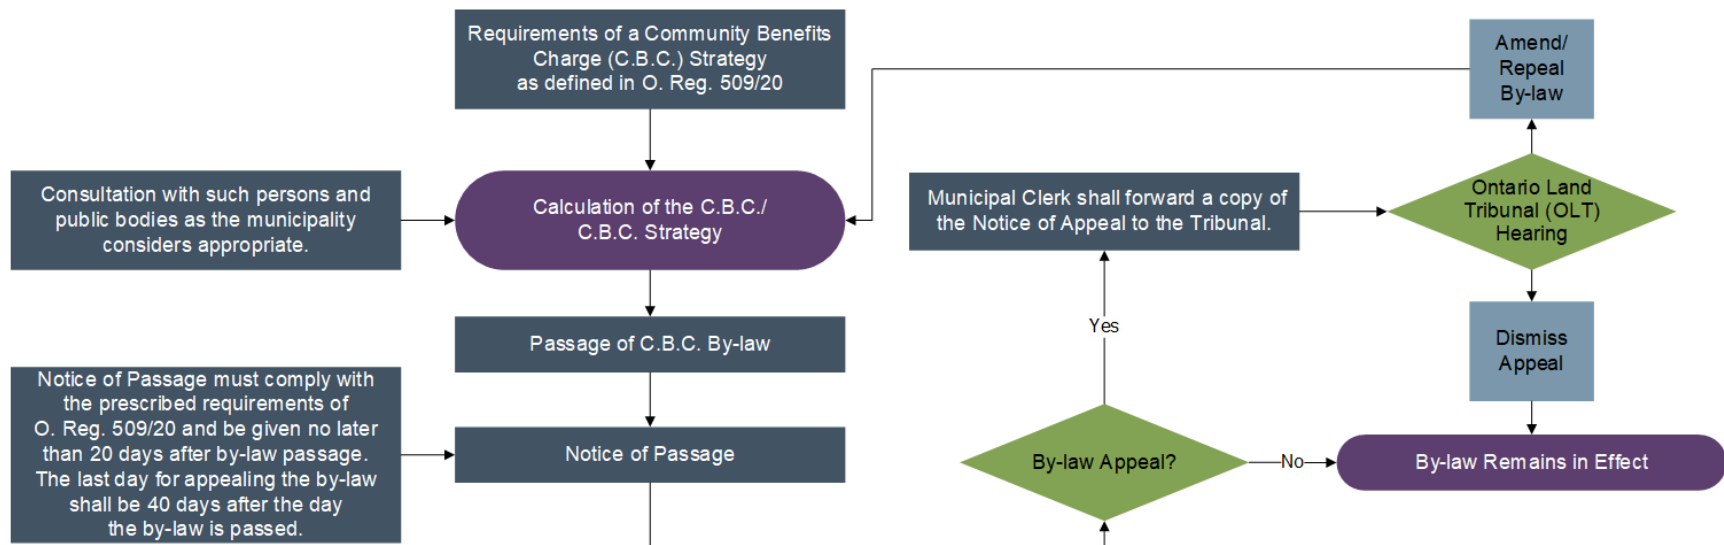 Requirements of a Community Benefits
Charge (C.B.C.) Strategy
as defined in O. Reg. 509/20
Consultation with such persons and
public bodies as the municipality
considers appropriate.
Calculation of the C.B.C./
C.B.C. Strategy
Passage of C.B.C. By-law
Notice of Passage must comply with
the prescribed requirements of
O. Reg. 509/20 and be given no later
than 20 days after by-law passage.
The last day for appealing the by-law
shall be 40 days after the day
the by-law is passed.
Notice of Passage
By-law Appeal?
Yes
No
Municipal Clerk shall forward a copy of
the Notice of Appeal to the Tribunal.
Ontario Land
Tribunal (OLT)
Hearing
Amend/
Repeal
By-law
Dismiss
Appeal
By-law Remains in Effect